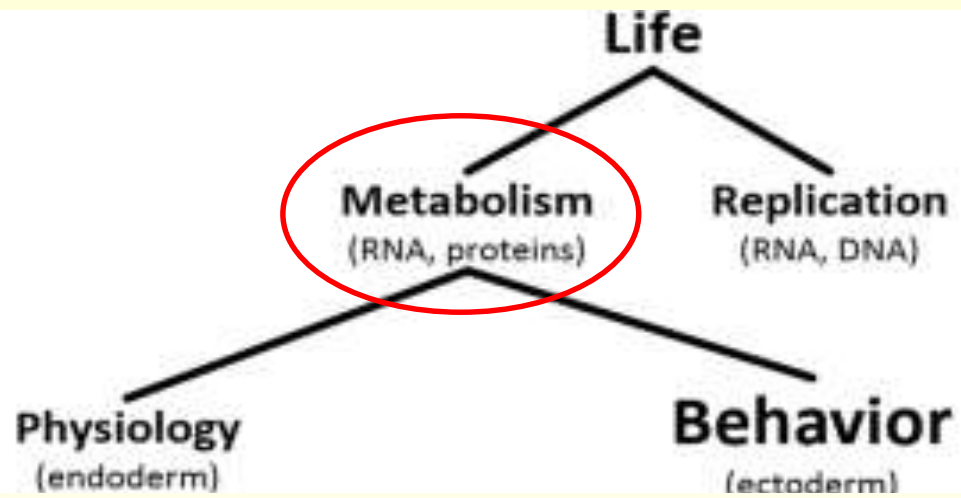 Life
Metabolism Replication
(RNA, proteins) (RNA, DNA)
Physiology Behavior
(endoderm) (ectoderm)